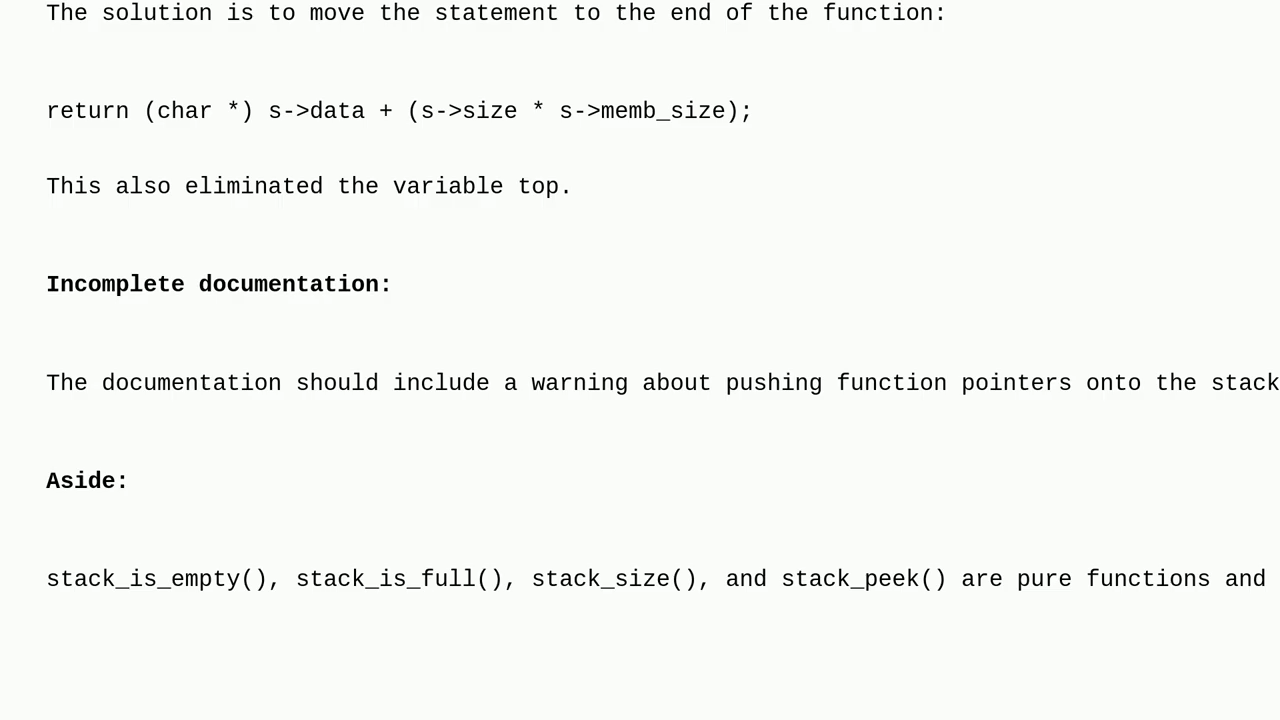 The solution is to move the statement to the end of the function:
return (char *) s->data + (s->size * s->memb_size);
This also eliminated the variable top.
Incomplete documentation:
The documentation should include a warning about pushing function pointers onto the stack
Aside:
stack_is_empty(), stack_is_full(), stack_size(), and stack_peek() are pure functions and